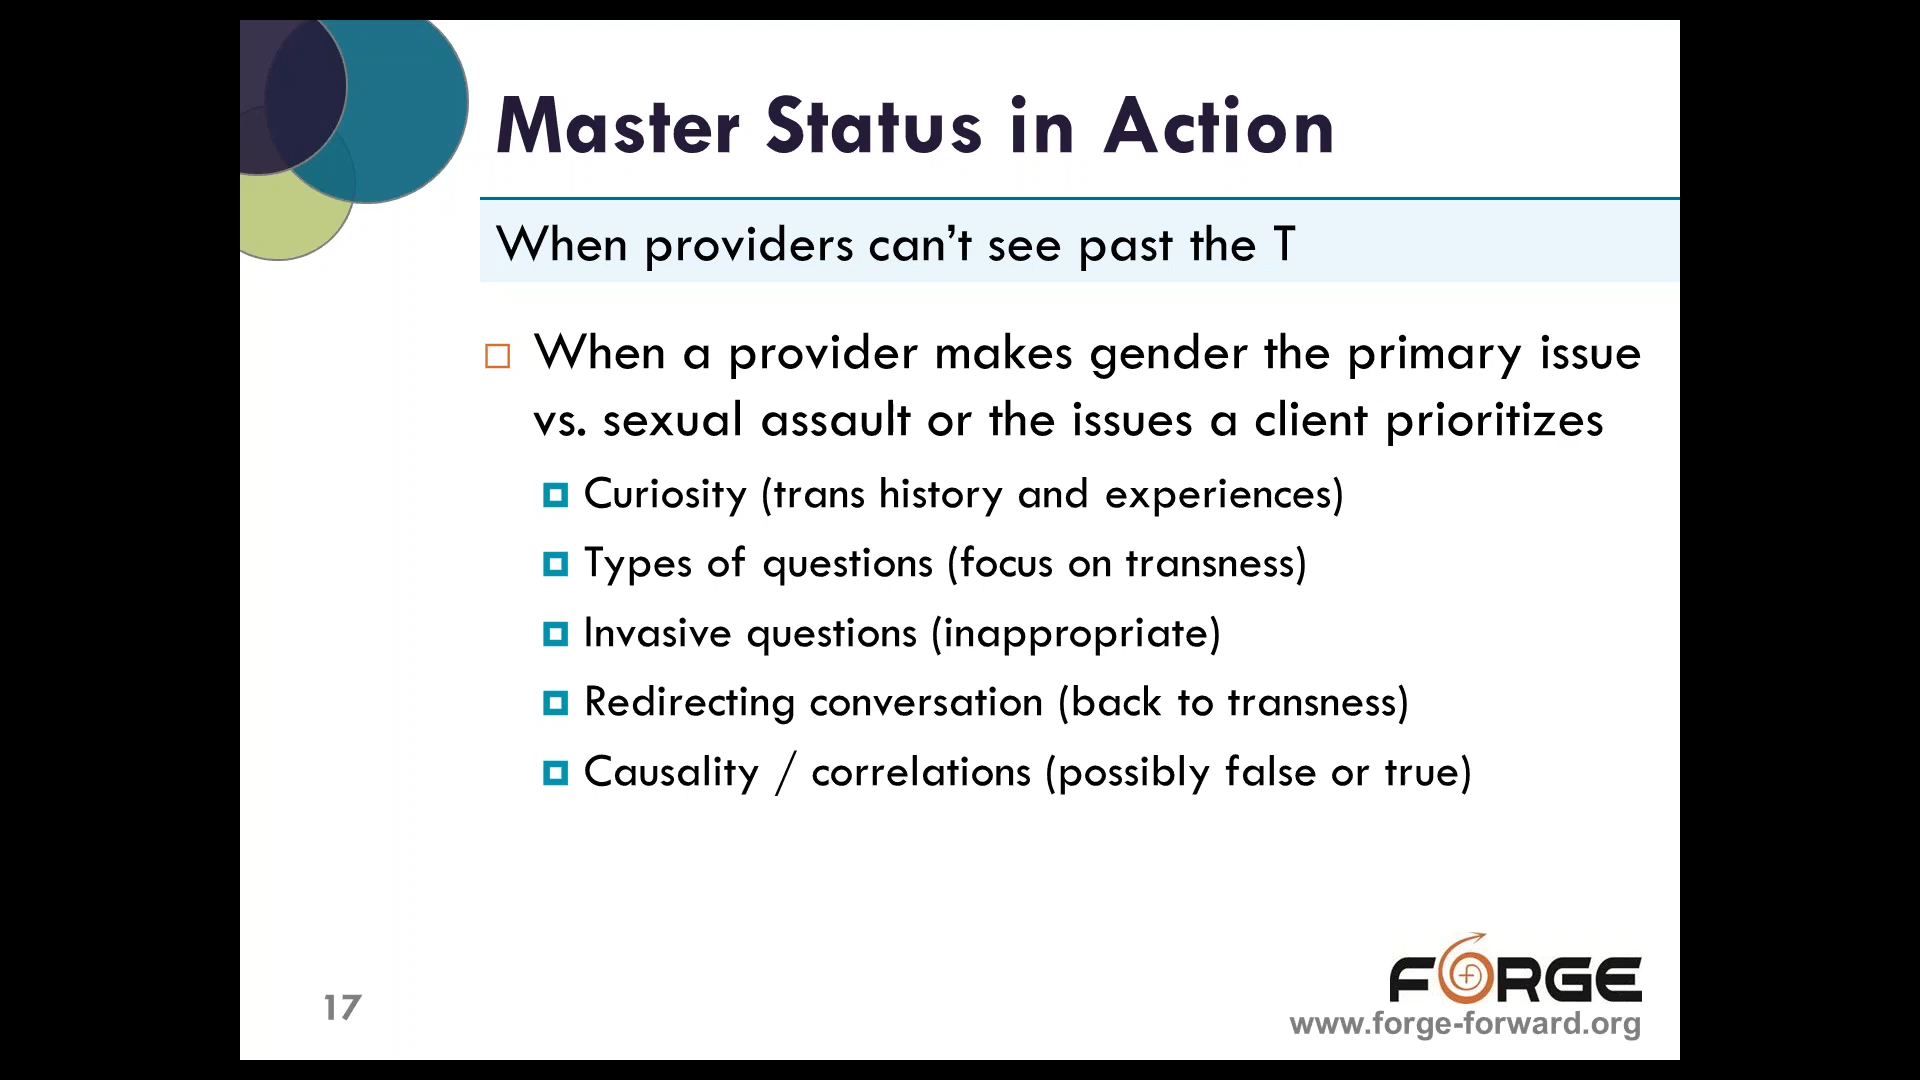 Master Status in Action
When providers can’t see past the T
When a provider makes gender the primary issue
vs. sexual assault or the issues a client prioritizes
Curiosity (trans history and experiences)
Types of questions (focus on transness)
Invasive questions (inappropriate)
Redirecting conversation (back to transness)
Causality / correlations (possibly false or true)
17
FORGE
www.forge-forward.org